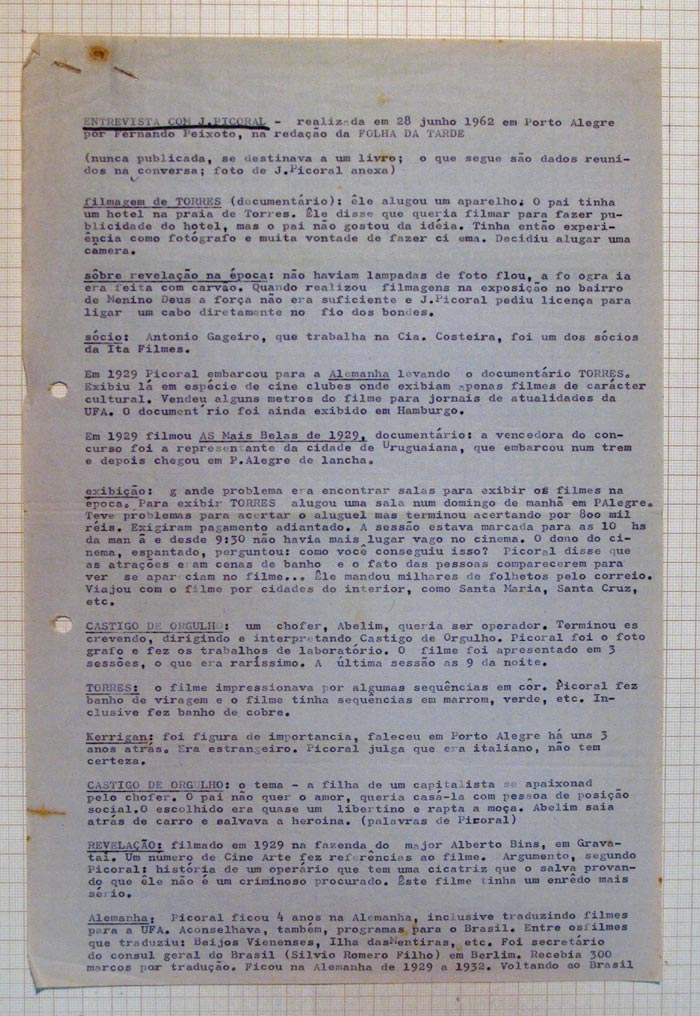 ENTREVISTA COM J.PICORAL - realizada em 28 junho 1962 em Porto Alegre
por Fernando Peixoto, na redação da FOLHA DA TARDE
(nunca publicada, se destinava a um livro; o que segue são dados reuni-
dos na conversa; foto de J.Picoral anexa)
filmagem de TORRES (documentário): êle alugou um aparelho. O pai tinha
um hotel na praia de Torres. Êle disse que queria filmar para fazer pu-
blicidade do hotel, mas o pai não gostou da idéia. Tinha então experi-
ência como fotógrafo e muita vontade de fazer ci ema. Decidiu alugar uma
camera.
sôbre revelação na época: não haviam lampadas de foto flou, a fo ogra ia
era feita com carvão. Quando realizou filmagens na exposição no bairro
de Menino Deus a força não era suficiente e J.Picoral pediu licença para
ligar um cabo diretamente no fio dos bondes.
sócio: Antonio Gageiro, que trabalha na Cia. Costeira, foi um dos sócios
da Ita Filmes.
Em 1929 Picoral embarcou para a Alemanha levando o documentário TORRES.
Exibiu lá em espécie de cine clubes onde exibiam apenas filmes de carácter
cultural. Vendeu alguns metros do filme para jornais de atualidades da
UFA. O document'rio foi ainda exibido em Hamburgo.
Em 1929 filmou AS Mais Belas de 1929, documentário: a vencedora do con-
curso foi a representante da cidade de Uruguaiana, que embarcou num trem
e depois chegou em P.Alegre de lancha.
exibição: g ande problema era encontrar salas para exibir os filmes na
época. Para exibir TORRES alugou uma sala num domingo de manhã em PAlegre.
Teve problemas para acertar o aluguel mas terminou acertando por 800 mil
réis. Exigiram pagamento adiantado. A sessão estava marcada para as 10 hs
da man ã e desde 9:30 não havia mais lugar vago no cinema. O dono do ci-
nema, espantado, perguntou: como você conseguiu isso? Picoral disse que
as atrações e am cenas de banho e o fato das pessoas comparecerem para
ver se apar ciam no filme... Êle mandou milhares de folhetos pelo correio.
Viajou com o filme por cidades do interior, como Santa Maria, Santa Cruz,
etc.
CASTIGO DE ORGULHO: um chofer, Abelim, queria ser operador. Terminou es
crevendo, dirigindo e interpretando Castigo de Orgulho. Picoral foi o foto
grafo e fez os trabalhos de laboratório. O filme foi apresentado em 3
sessões, o que era raríssimo. A última sessão as 9 da noite.
TORRES: o filme impressionava por algumas sequências em côr. Picoral fez
banho de viragem e o filme tinha sequências em marrom, verde, etc. In-
clusive fez banho de cobre.
Kerrigan: foi figura de importancia, faleceu em Porto Alegre há uns 3
anos atrás. Era estrangeiro. Picoral julga que era italiano, não tem
certeza.
CASTIGO DE ORGULHO: o tema - a filha de um capitalista se apaixonad
pelo chofer. O pai não quer o amor, queria casá-la com pessoa de posição
social.O escolhido era quase um libertino e rapta a moça. Abelim saia
atrás de carro e salvava a heroina. (palavras de Picoral)
REVELAÇÃO: filmado em 1929 na fazenda do major Alberto Bins, em Grava-
taí. Um número de Cine Arte fez referências ao filme. Argumento, segundo
Picoral: história de um operário que tem uma cicatriz que o salva provan-
do que êle não é um criminoso procurado. Êste filme tinha um enrêdo mais
sério.
Alemanha: Picoral ficou 4 anos na Alemanha, inclusive traduzindo filmes
para a UFA. Aconselhava, também, programas para o Brasil. Entre osfilmes
que traduziu: Beijos Vienenses, Ilha dasMentiras, etc. Foi secretário
do consul geral do Brasil (Silvio Romero Filho) em Berlim. Recebia 300
marcos por tradução. Ficou na Alemanha de 1929 a 1932. Voltando ao Brasil